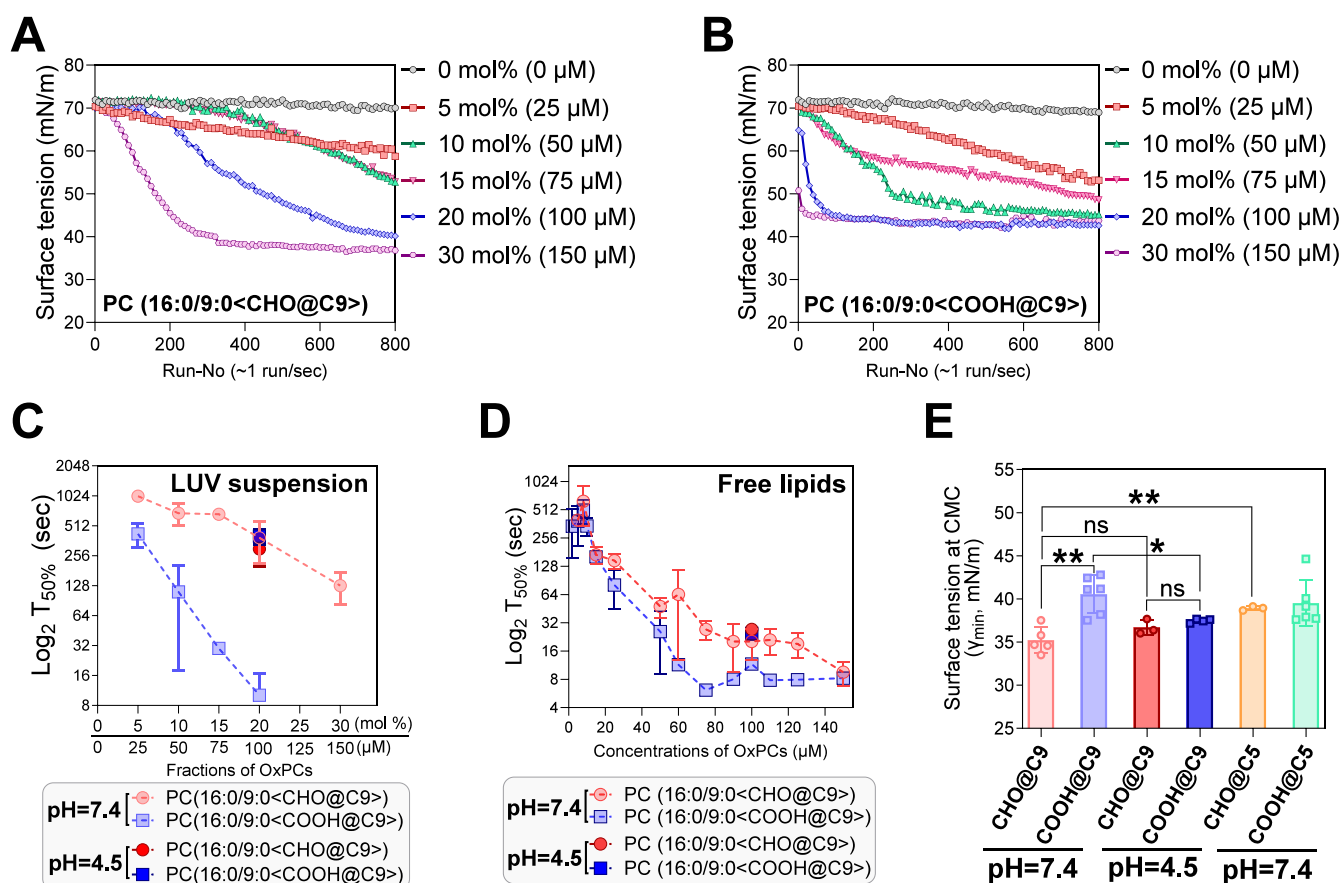 A
Surface tension (mN/m)
80
70
60
50
40
30
20
0
200
400
600
800
Run-No (~1 run/sec)
PC (16:0/9:0<CHO@C9>)
0 mol% (0 µM)
5 mol% (25 µM)
10 mol% (50 µM)
15 mol% (75 µM)
20 mol% (100 µM)
30 mol% (150 µM)
B
Surface tension (mN/m)
80
70
60
50
40
30
20
0
200
400
600
800
Run-No (~1 run/sec)
PC (16:0/9:0<COOH@C9>)
0 mol% (0 µM)
5 mol% (25 µM)
10 mol% (50 µM)
15 mol% (75 µM)
20 mol% (100 µM)
30 mol% (150 µM)
C
Log2 T50% (sec)
2048
1024
512
256
128
64
32
16
8
LUV suspension
0 5 10 15 20 25 30 (mol %)
0 25 50 75 100 125 150 (µM)
Fractions of OxPCs
pH=7.4
PC(16:0/9:0<CHO@C9>)
PC(16:0/9:0<COOH@C9>)
pH=4.5
PC(16:0/9:0<CHO@C9>)
PC(16:0/9:0<COOH@C9>)
D
Log2 T50% (sec)
1024
512
256
128
64
32
16
8
Free lipids
0 20 40 60 80 100 120 140
Concentrations of OxPCs (µM)
pH=7.4
PC (16:0/9:0<CHO@C9>)
PC (16:0/9:0<COOH@C9>)
pH=4.5
PC (16:0/9:0<CHO@C9>)
PC (16:0/9:0<COOH@C9>)
E
Surface tension at CMC
(γmin, mN/m)
55
50
45
40
35
30
25
**
ns
**
*
ns
CHO@C9
COOH@C9
CHO@C9
COOH@C9
CHO@C5
COOH@C5
pH=7.4
pH=4.5
pH=7.4